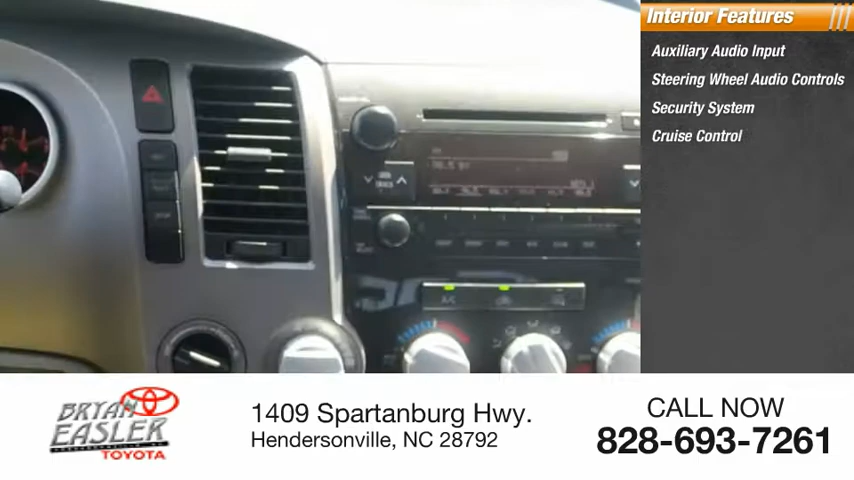 Interior Features
Auxiliary Audio Input
Steering Wheel Audio Controls
Security System
Cruise Control
BRYAN
EASLER
TOYOTA
1409 Spartanburg Hwy.
Hendersonville, NC 28792
CALL NOW
828-693-7261